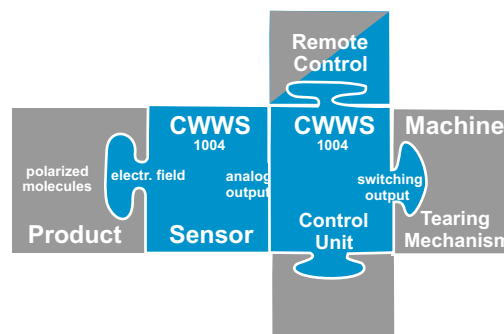 Remote
Control
CWWS
1004
CWWS
1004
Machine
polarized
molecules
electr. field
analog
output
switching
output
Product
Sensor
Control
Unit
Tearing
Mechanism